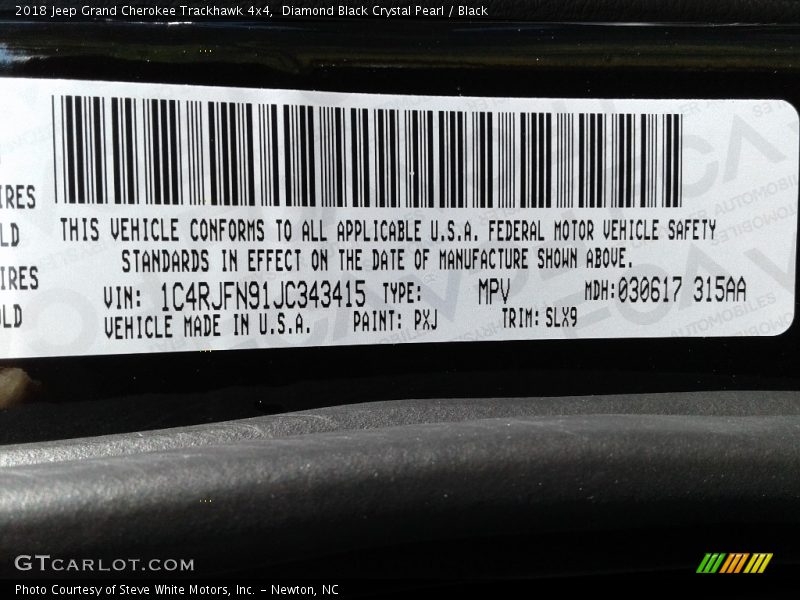 2018 Jeep Grand Cherokee Trackhawk 4x4,  Diamond Black Crystal Pearl / Black
IRES
LD
IRES
OLD
THIS VEHICLE CONFORMS TO ALL APPLICABLE U.S.A. FEDERAL MOTOR VEHICLE SAFETY
STANDARDS IN EFFECT ON THE DATE OF MANUFACTURE SHOWN ABOVE.
VIN: 1C4RJFN91JC343415 TYPE: MPV MDH:030617 315AA
VEHICLE MADE IN U.S.A. PAINT: PXJ TRIM: SLX9
GTCARLOT.COM
Photo Courtesy of Steve White Motors, Inc. – Newton, NC